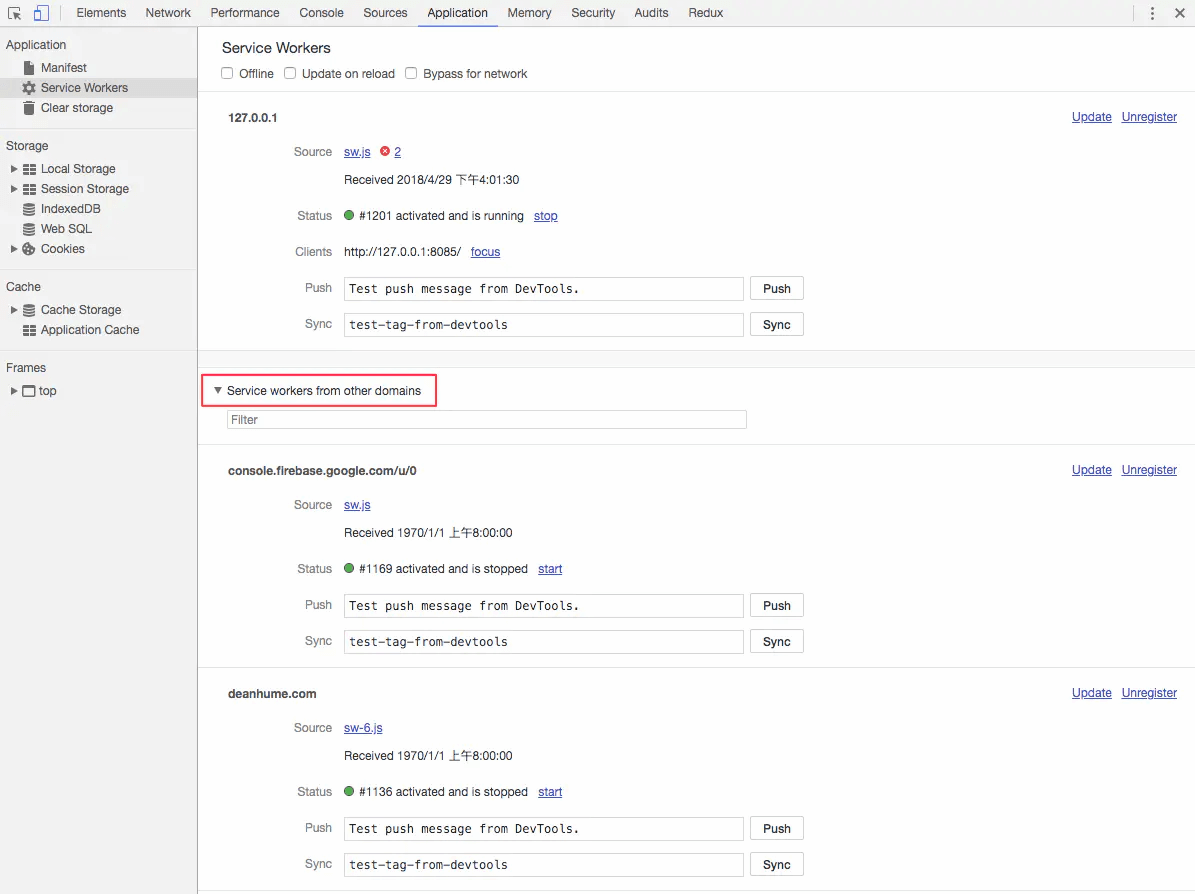 Elements Network Performance Console Sources Application Memory Security Audits Redux
Application
Manifest
Service Workers
Clear storage
Storage
Local Storage
Session Storage
IndexedDB
Web SQL
Cookies
Cache
Cache Storage
Application Cache
Frames
top
Service Workers
Offline Update on reload Bypass for network
127.0.0.1 Update Unregister
Source sw.js 2
Received 2018/4/29 下午4:01:30
Status #1201 activated and is running stop
Clients http://127.0.0.1:8085/ focus
Push Test push message from DevTools. Push
Sync test-tag-from-devtools Sync
Service workers from other domains
Filter
console.firebase.google.com/u/0 Update Unregister
Source sw.js
Received 1970/1/1 上午8:00:00
Status #1169 activated and is stopped start
Push Test push message from DevTools. Push
Sync test-tag-from-devtools Sync
deanhume.com Update Unregister
Source sw-6.js
Received 1970/1/1 上午8:00:00
Status #1136 activated and is stopped start
Push Test push message from DevTools. Push
Sync test-tag-from-devtools Sync